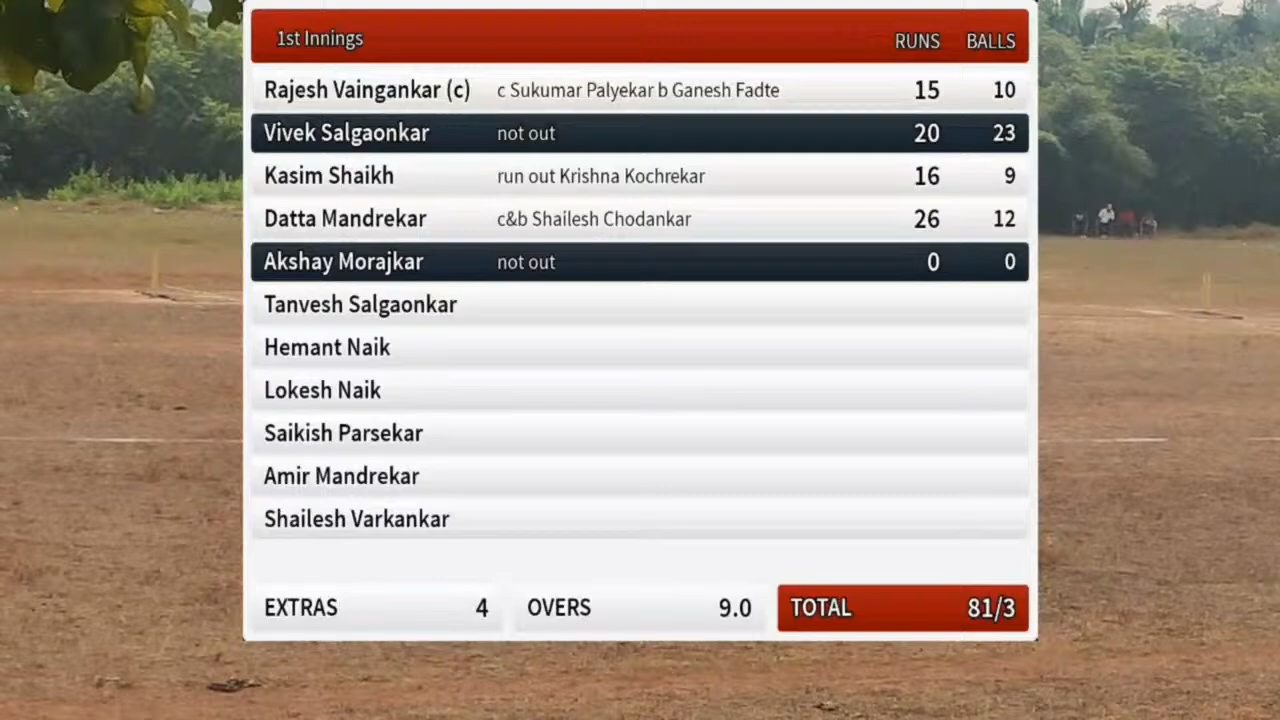 1st Innings RUNS BALLS
Rajesh Vaingankar (c) c Sukumar Palyekar b Ganesh Fadte 15 10
Vivek Salgaonkar not out 20 23
Kasim Shaikh run out Krishna Kochrekar 16 9
Datta Mandrekar c&b Shailesh Chodankar 26 12
Akshay Morajkar not out 0 0
Tanvesh Salgaonkar
Hemant Naik
Lokesh Naik
Saikish Parsekar
Amir Mandrekar
Shailesh Varkankar
EXTRAS 4 OVERS 9.0 TOTAL 81/3